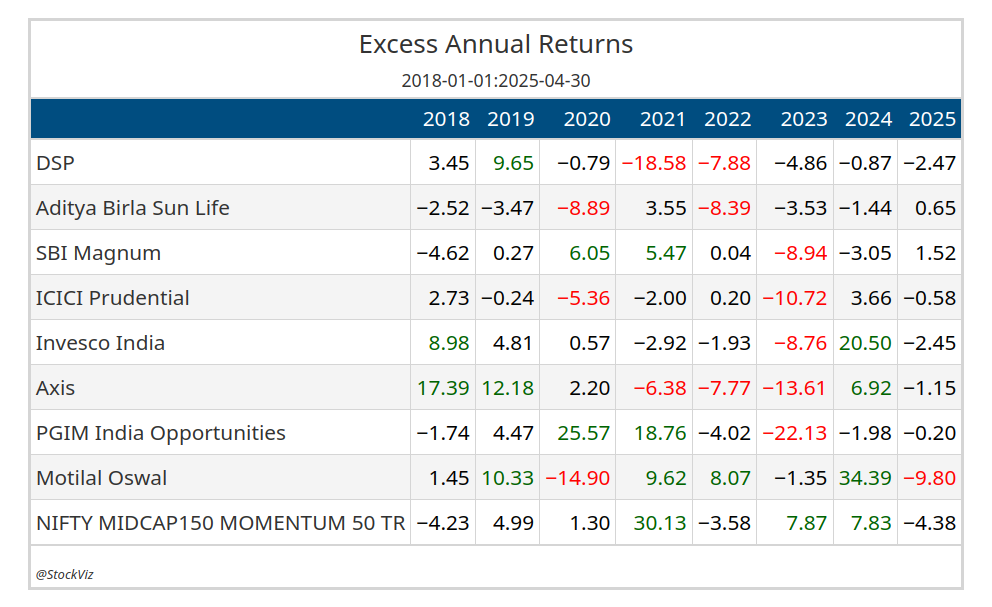 Excess Annual Returns
2018-01-01:2025-04-30
2018 2019 2020 2021 2022 2023 2024 2025
DSP 3.45 9.65 −0.79 −18.58 −7.88 −4.86 −0.87 −2.47
Aditya Birla Sun Life −2.52 −3.47 −8.89 3.55 −8.39 −3.53 −1.44 0.65
SBI Magnum −4.62 0.27 6.05 5.47 0.04 −8.94 −3.05 1.52
ICICI Prudential 2.73 −0.24 −5.36 −2.00 0.20 −10.72 3.66 −0.58
Invesco India 8.98 4.81 0.57 −2.92 −1.93 −8.76 20.50 −2.45
Axis 17.39 12.18 2.20 −6.38 −7.77 −13.61 6.92 −1.15
PGIM India Opportunities −1.74 4.47 25.57 18.76 −4.02 −22.13 −1.98 −0.20
Motilal Oswal 1.45 10.33 −14.90 9.62 8.07 −1.35 34.39 −9.80
NIFTY MIDCAP150 MOMENTUM 50 TR −4.23 4.99 1.30 30.13 −3.58 7.87 7.83 −4.38
@StockViz